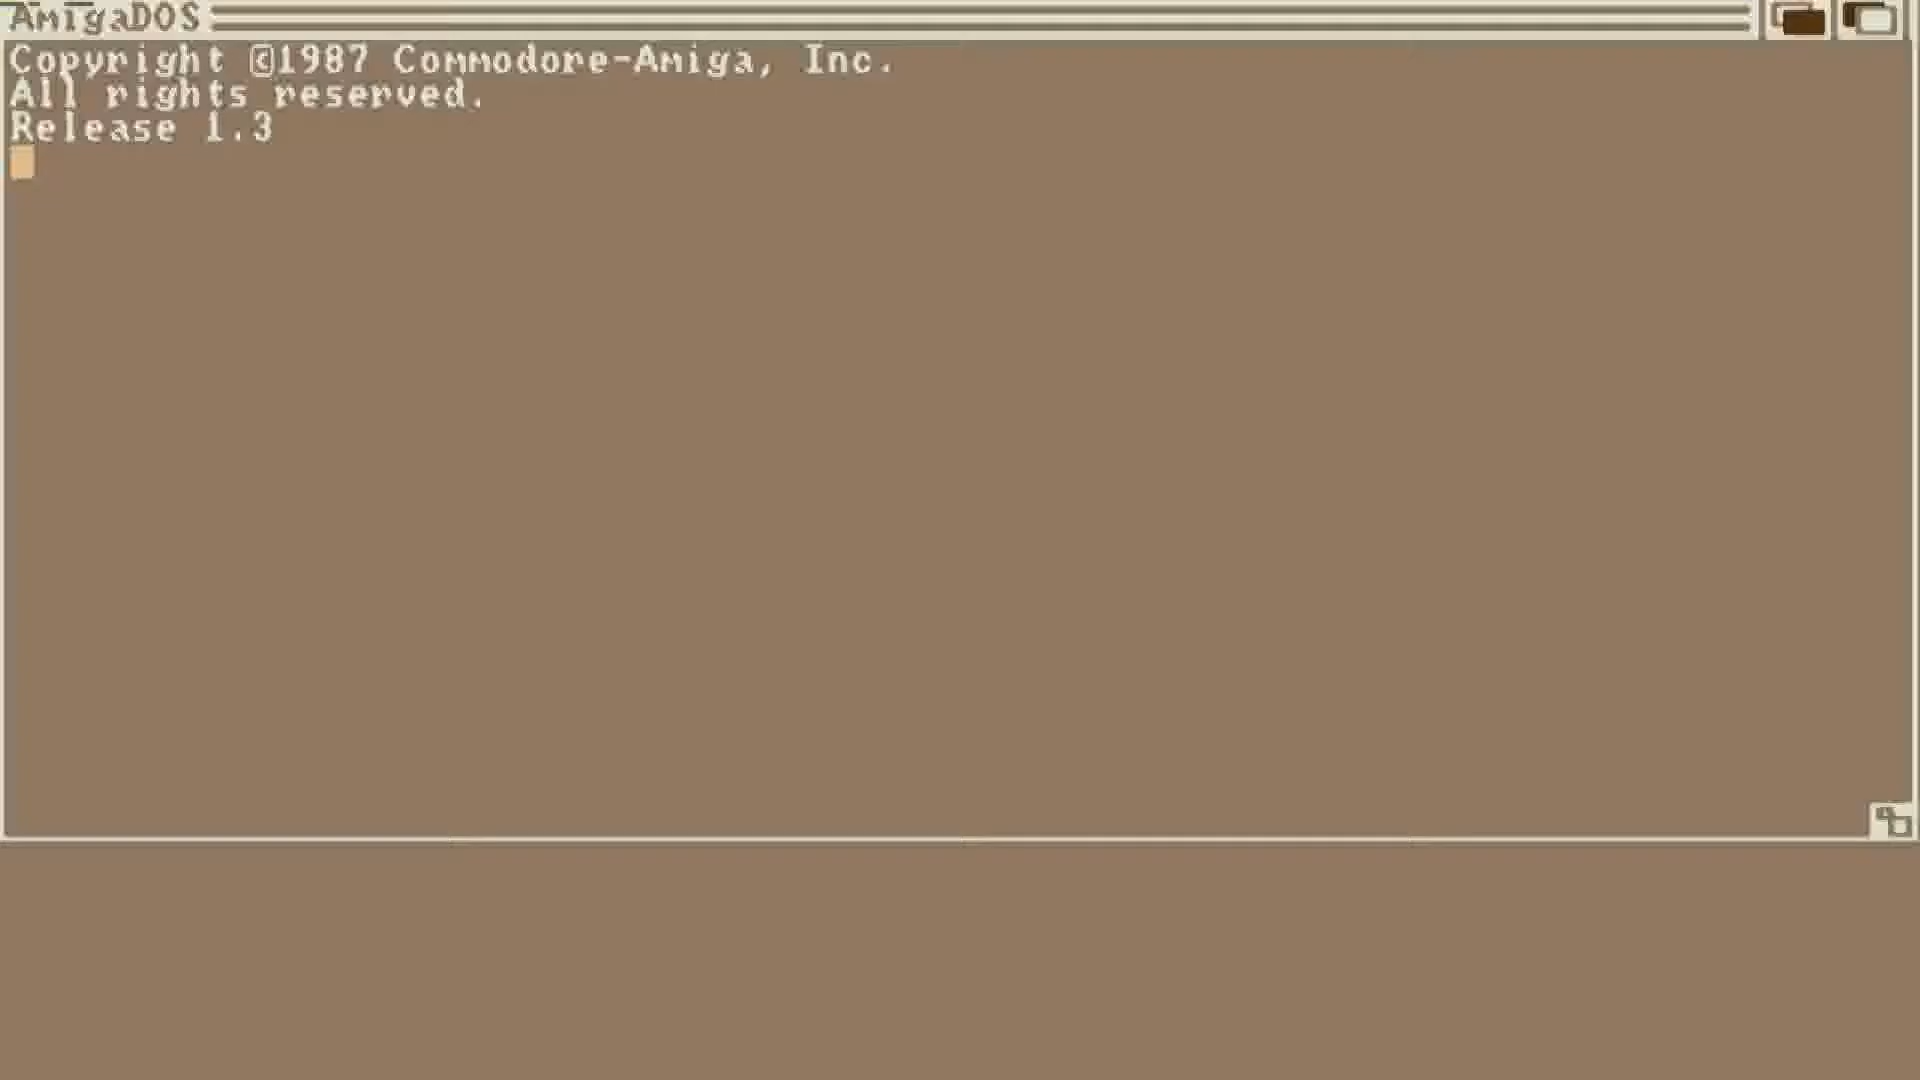 AmigaDOS
Copyright ©1987 Commodore-Amiga, Inc.
All rights reserved.
Release 1.3